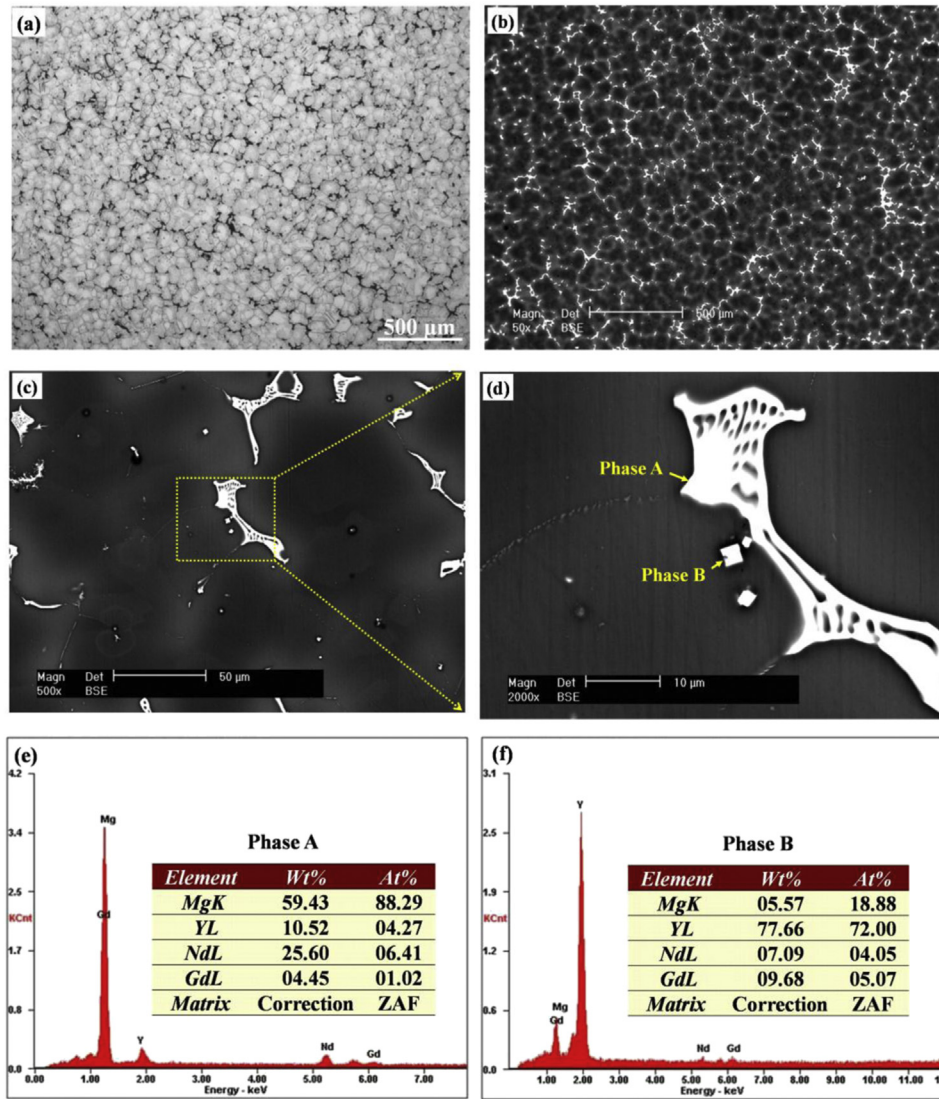 (a)
500 µm
(b)
Magn Det 500 µm
50x BSE
(c)
Magn Det 50 µm
500x BSE
(d)
Phase A
Phase B
Magn Det 10 µm
2000x BSE
(e)
4.2
3.4
2.5
KCnt
1.7
0.8
0.0
Mg
Gd
Y
Nd
Gd
Phase A
Element Wt% At%
MgK 59.43 88.29
YL 10.52 04.27
NdL 25.60 06.41
GdL 04.45 01.02
Matrix Correction ZAF
0.00 1.00 2.00 3.00 4.00 5.00 6.00 7.00
Energy - keV
(f)
3.1
2.5
1.9
KCnt
1.2
0.6
0.0
Y
Mg
Gd
Nd
Gd
Phase B
Element Wt% At%
MgK 05.57 18.88
YL 77.66 72.00
NdL 07.09 04.05
GdL 09.68 05.07
Matrix Correction ZAF
1.00 2.00 3.00 4.00 5.00 6.00 7.00 8.00 9.00 10.00 11.00
Energy - keV